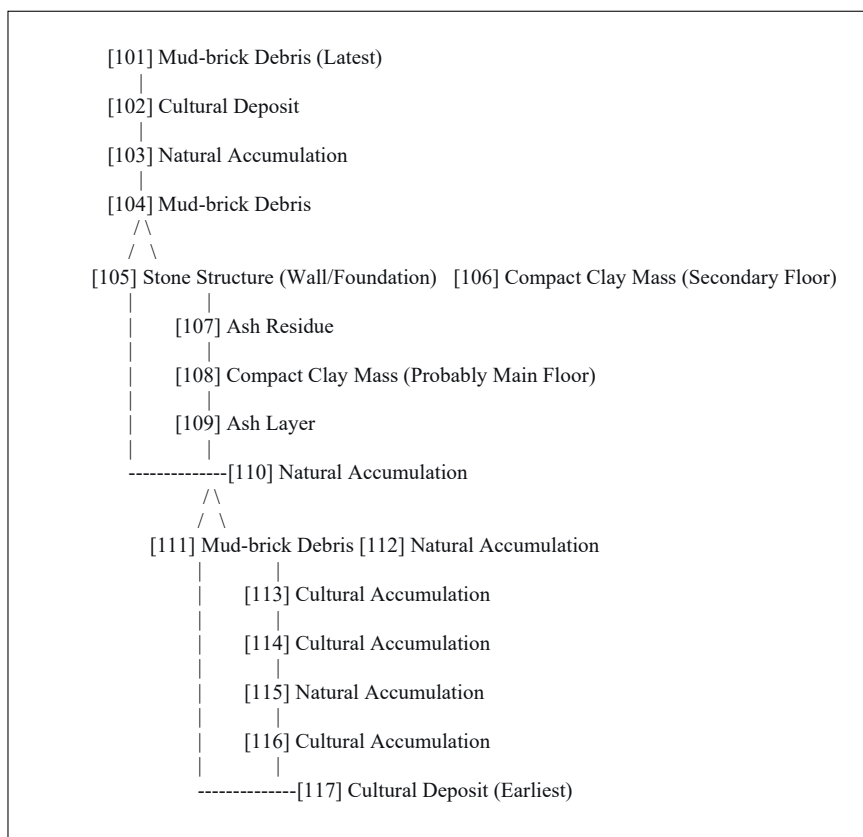 [101] Mud-brick Debris (Latest)
[102] Cultural Deposit
[103] Natural Accumulation
[104] Mud-brick Debris
[105] Stone Structure (Wall/Foundation) [106] Compact Clay Mass (Secondary Floor)
[107] Ash Residue
[108] Compact Clay Mass (Probably Main Floor)
[109] Ash Layer
[110] Natural Accumulation
[111] Mud-brick Debris [112] Natural Accumulation
[113] Cultural Accumulation
[114] Cultural Accumulation
[115] Natural Accumulation
[116] Cultural Accumulation
[117] Cultural Deposit (Earliest)